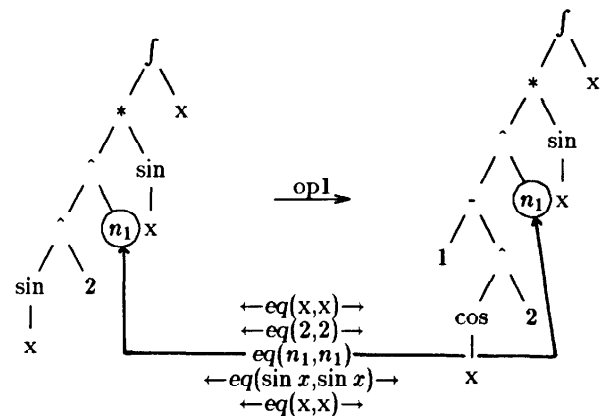 ∫
∫
* x
* x
^ sin
^ sin
^ n₁ x
op1
- n₁ x
sin 2
1 ^
x
cos 2
x
←eq(x,x)→
←eq(2,2)→
eq(n₁,n₁)
←eq(sin x,sin x)→
←eq(x,x)→